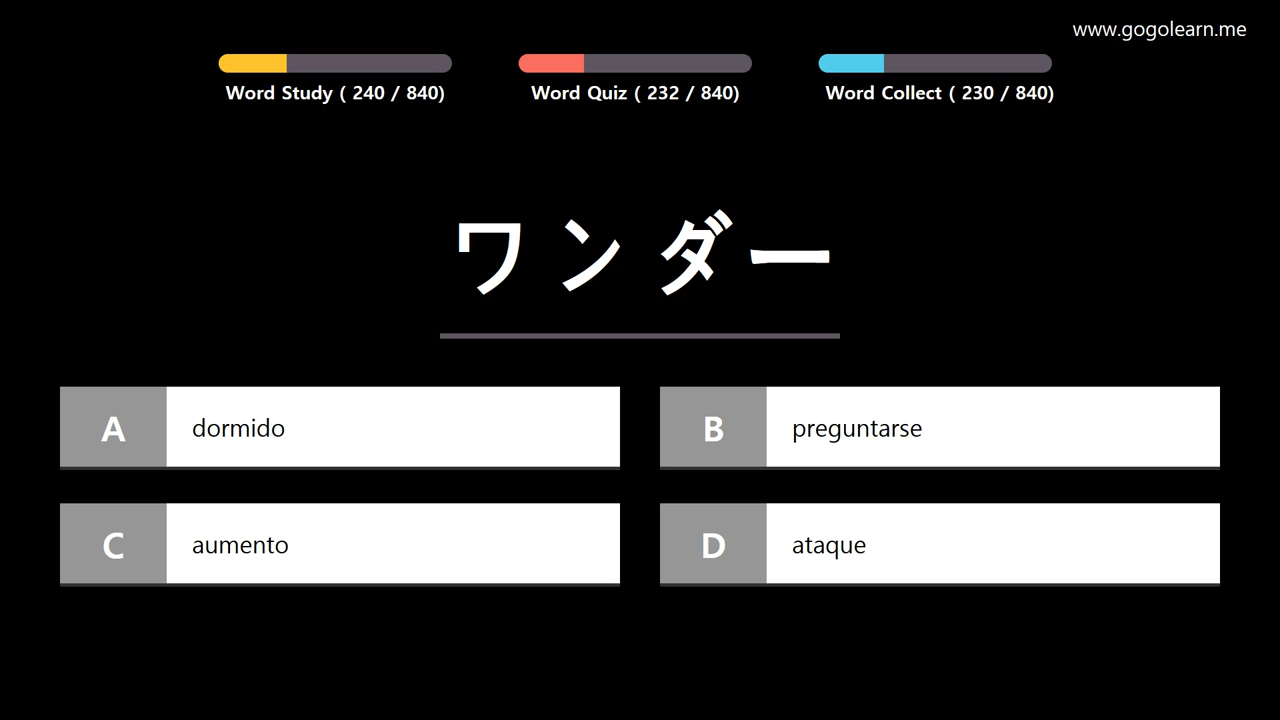 www.gogolearn.me
Word Study ( 240 / 840)
Word Quiz ( 232 / 840)
Word Collect ( 230 / 840)
ワンダー
A dormido
B preguntarse
C aumento
D ataque